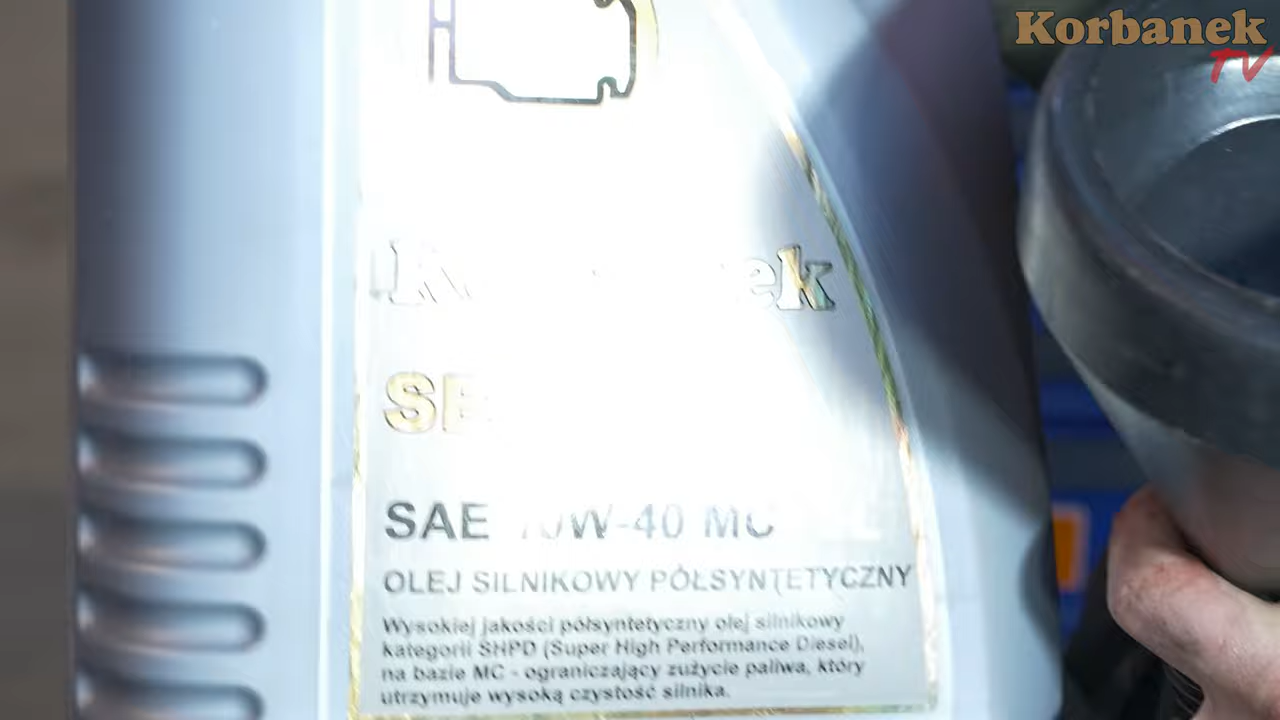 Korbanek
TV
SAE 10W-40 MC
OLEJ SILNIKOWY PÓŁSYNTETYCZNY
Wysokiej jakości półsyntetyczny olej silnikowy
kategorii SHPD (Super High Performance Diesel),
na bazie MC - ograniczający zużycie paliwa, który
utrzymuje wysoką czystość silnika.